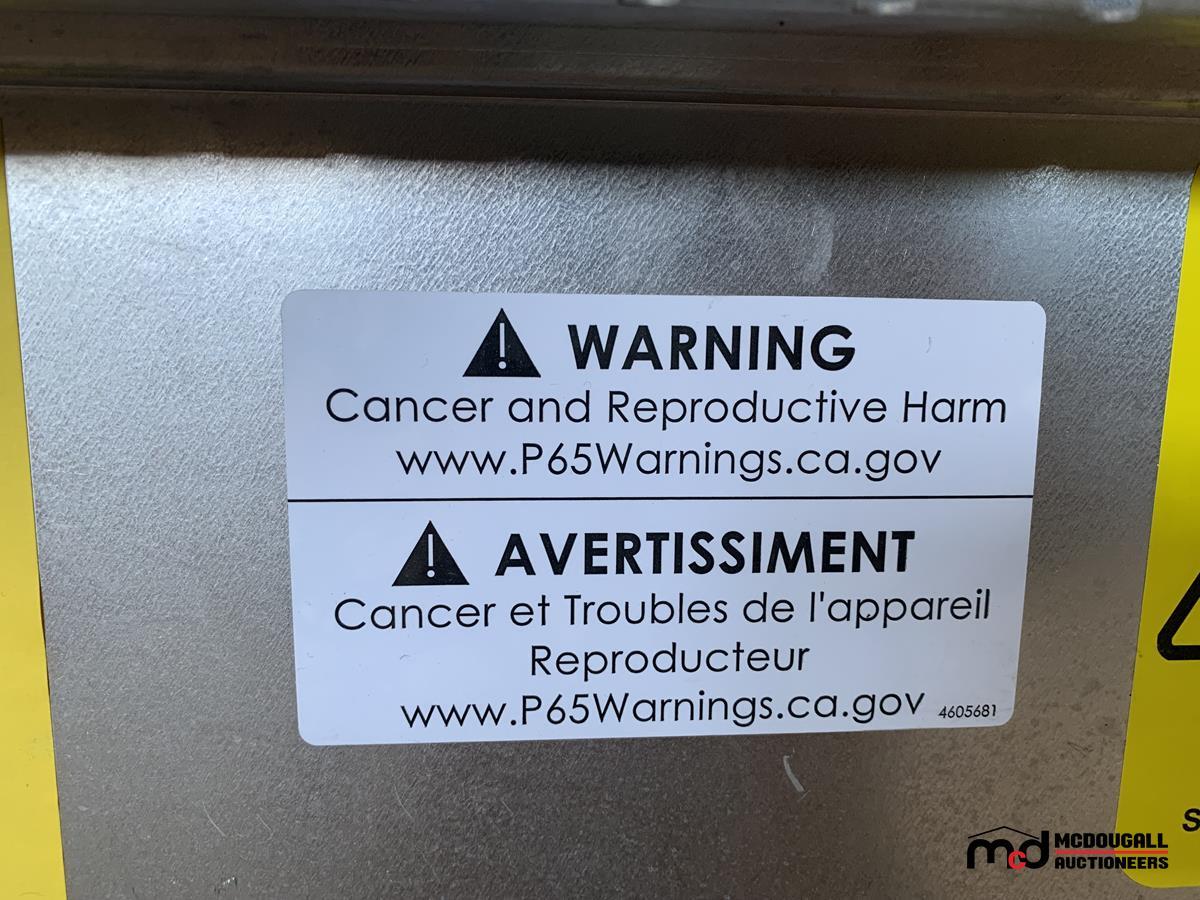 WARNING
Cancer and Reproductive Harm
www.P65Warnings.ca.gov
AVERTISSIMENT
Cancer et Troubles de l'appareil
Reproducteur
www.P65Warnings.ca.gov 4605681
S
mcd MCDOUGALL
AUCTIONEERS